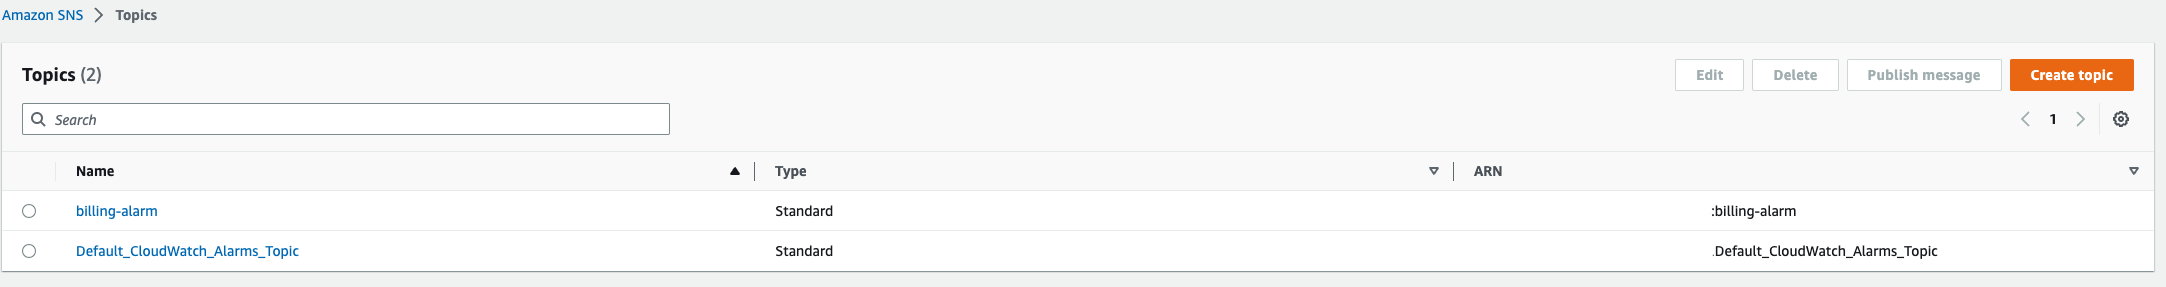 Amazon SNS > Topics
Topics (2)
Edit Delete Publish message Create topic
Search
1
Name Type ARN
billing-alarm Standard :billing-alarm
Default_CloudWatch_Alarms_Topic Standard Default_CloudWatch_Alarms_Topic